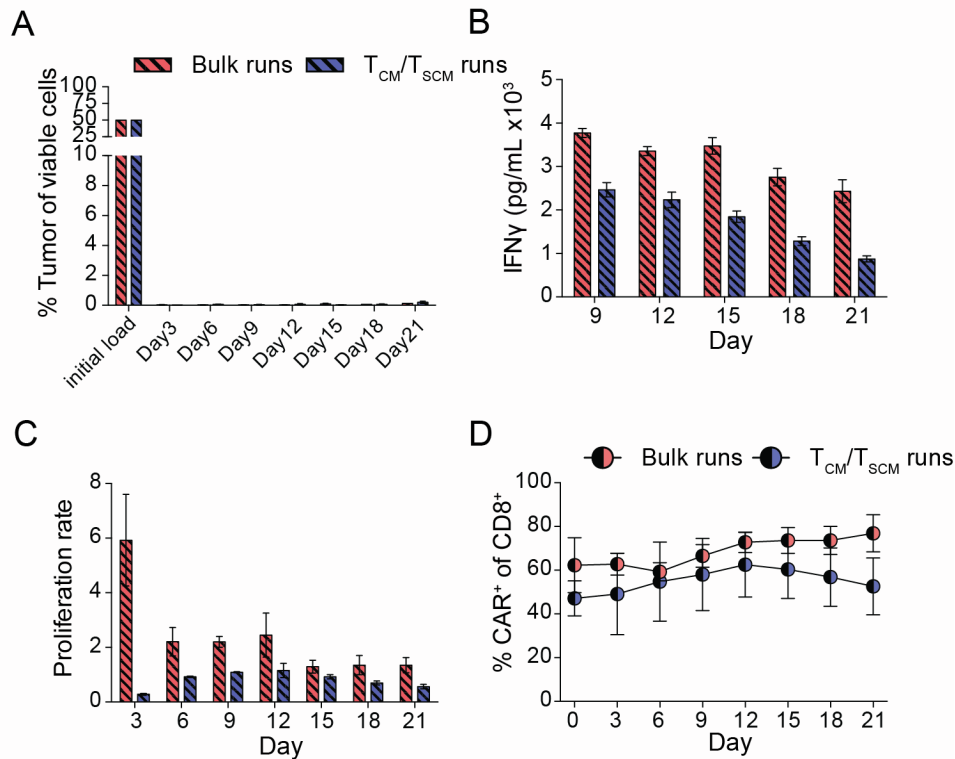 A
Bulk runs
T_CM/T_SCM runs
% Tumor of viable cells
100
75
50
25
10
8
6
4
2
0
initial load
Day3
Day6
Day9
Day12
Day15
Day18
Day21
B
IFNγ (pg/mL x10³
5
4
3
2
1
0
9 12 15 18 21
Day
C
Proliferation rate
8
6
4
2
0
3 6 9 12 15 18 21
Day
D
Bulk runs
T_CM/T_SCM runs
% CAR⁺ of CD8⁺
100
80
60
40
20
0
0 3 6 9 12 15 18 21
Day